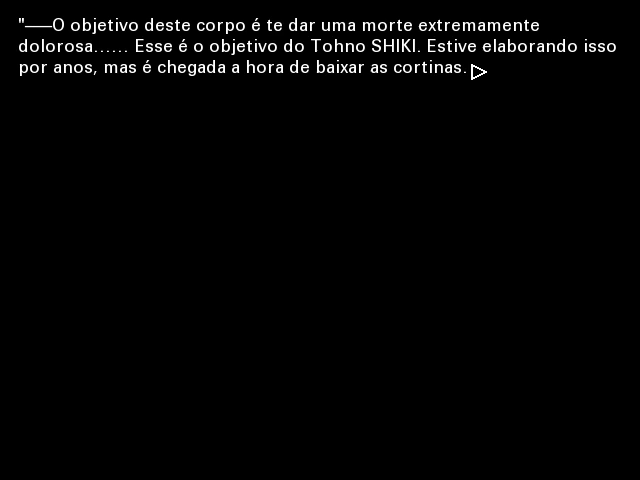 "──O objetivo deste corpo é te dar uma morte extremamente
dolorosa…… Esse é o objetivo do Tohno SHIKI. Estive elaborando isso
por anos, mas é chegada a hora de baixar as cortinas.